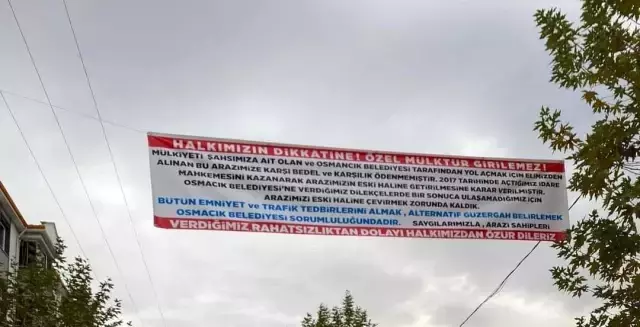 HALKIMIZIN DİKKATİNE! ÖZEL MÜLKTÜR GİRİLEMEZ!
MÜLKİYETİ ŞAHSIMIZA AİT OLAN ve OSMANCIK BELEDİYESİ TARAFINDAN YOL AÇMAK İÇİN ELİMİZDEN
ALINAN BU ARAZİMİZE KARŞI BEDEL ve KARŞILIK ÖDENMEMİŞTİR. 2017 TARİHİNDE AÇTIĞIMIZ İDARE
MAHKEMESİNİ KAZANARAK ARAZİMİZİN ESKİ HALİNE GETİRİLMESİNE KARAR VERİLMİŞTİR.
OSMACIK BELEDİYESİ'NE VERDİĞİMİZ DİLEKÇELERDE BİR SONUCA ULAŞAMADIĞIMIZ İÇİN
ARAZİMİZİ ESKİ HALİNE ÇEVİRMEK ZORUNDA KALDIK.
BÜTÜN EMNİYET ve TRAFİK TEDBİRLERİNİ ALMAK, ALTERNATİF GÜZERGAH BELİRLEMEK
OSMACIK BELEDİYESİ SORUMLULUĞUNDADIR. SAYGILARIMIZLA, ARAZİ SAHİPLERİ
VERDİĞİMİZ RAHATSIZLIKTAN DOLAYI HALKIMIZDAN ÖZÜR DİLERİZ